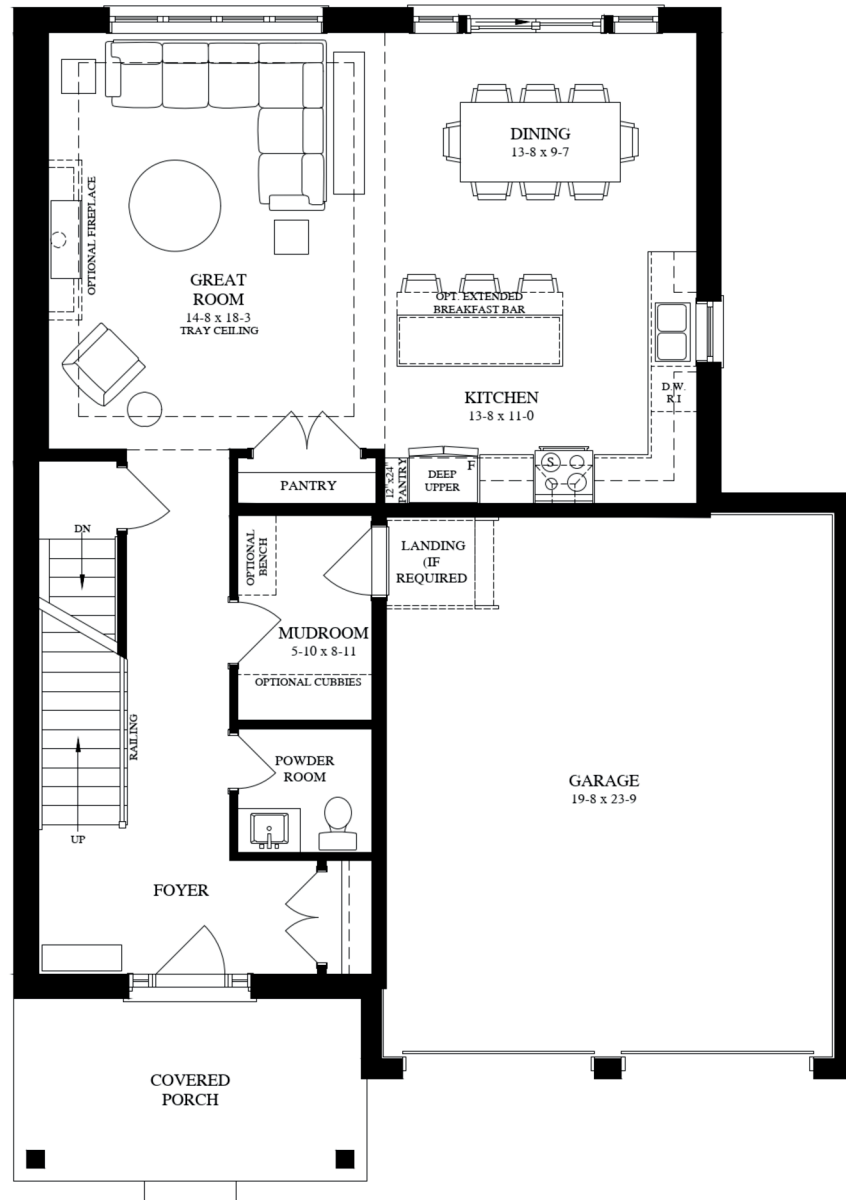 DINING
13-8 x 9-7
OPTIONAL FIREPLACE
GREAT
ROOM
14-8 x 18-3
TRAY CEILING
OPT. EXTENDED
BREAKFAST BAR
KITCHEN
13-8 x 11-0
D.W.
R.I
PANTRY
12"x24"
PANTRY
DEEP
UPPER
F
S
DN
OPTIONAL
BENCH
LANDING
(IF
REQUIRED
MUDROOM
5-10 x 8-11
OPTIONAL CUBBIES
RAILING
POWDER
ROOM
GARAGE
19-8 x 23-9
UP
FOYER
COVERED
PORCH